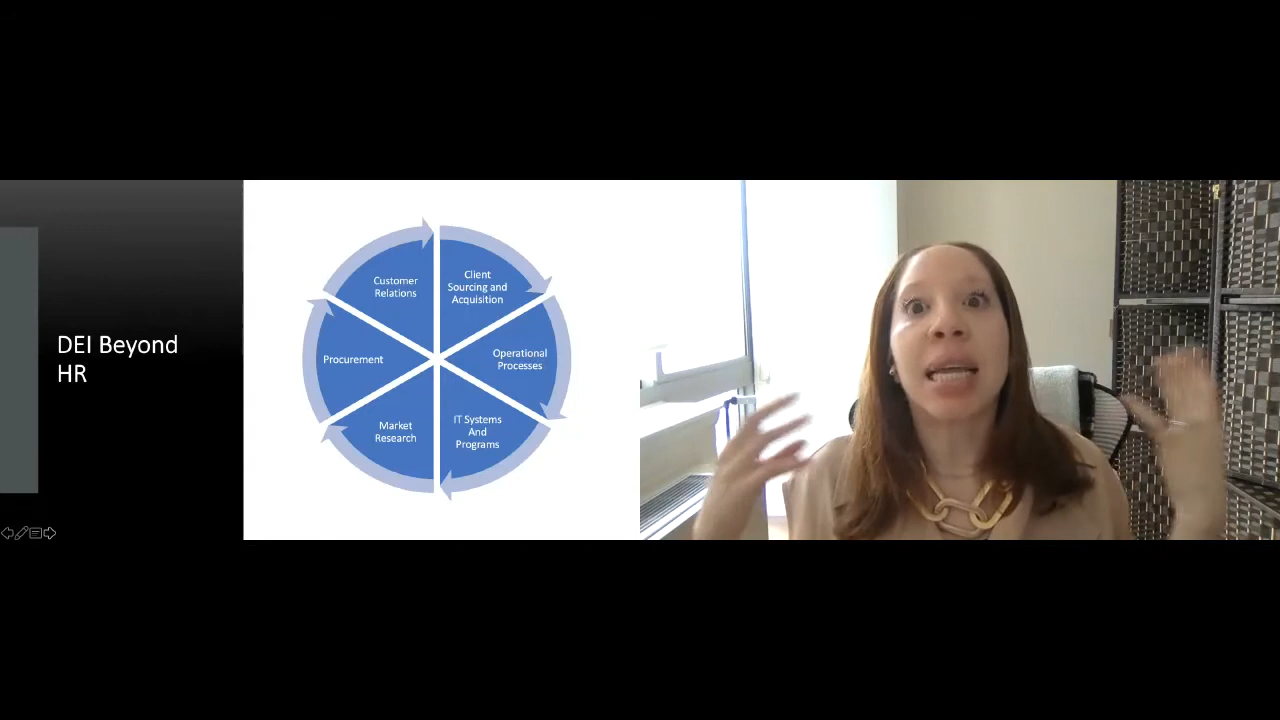 DEI Beyond
HR
Customer
Relations
Client
Sourcing and
Acquisition
Procurement
Operational
Processes
Market
Research
IT Systems
And
Programs